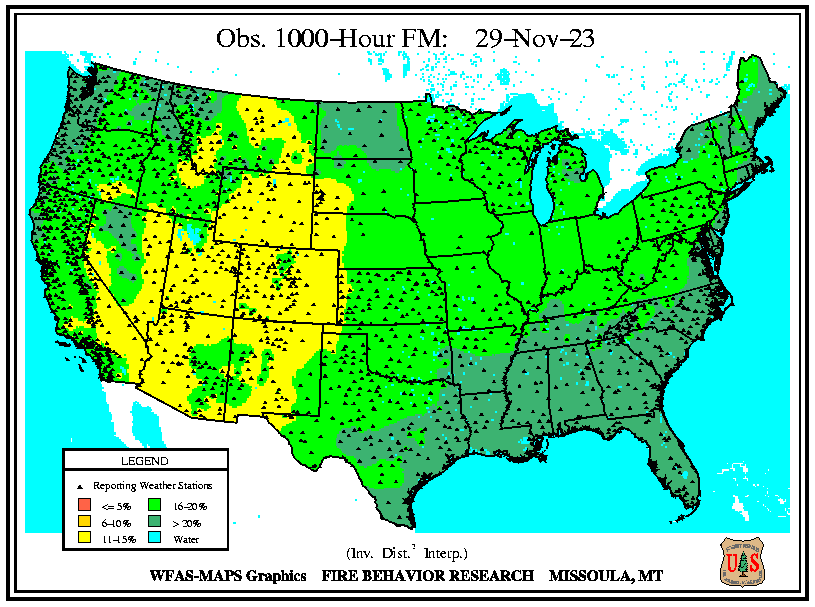 Obs. 1000-Hour FM: 29-Nov-23
LEGEND
Reporting Weather Stations
<= 5% 16-20%
6-10% > 20%
11-15% Water
(Inv. Dist.² Interp.)
WFAS-MAPS Graphics FIRE BEHAVIOR RESEARCH MISSOULA, MT
U S